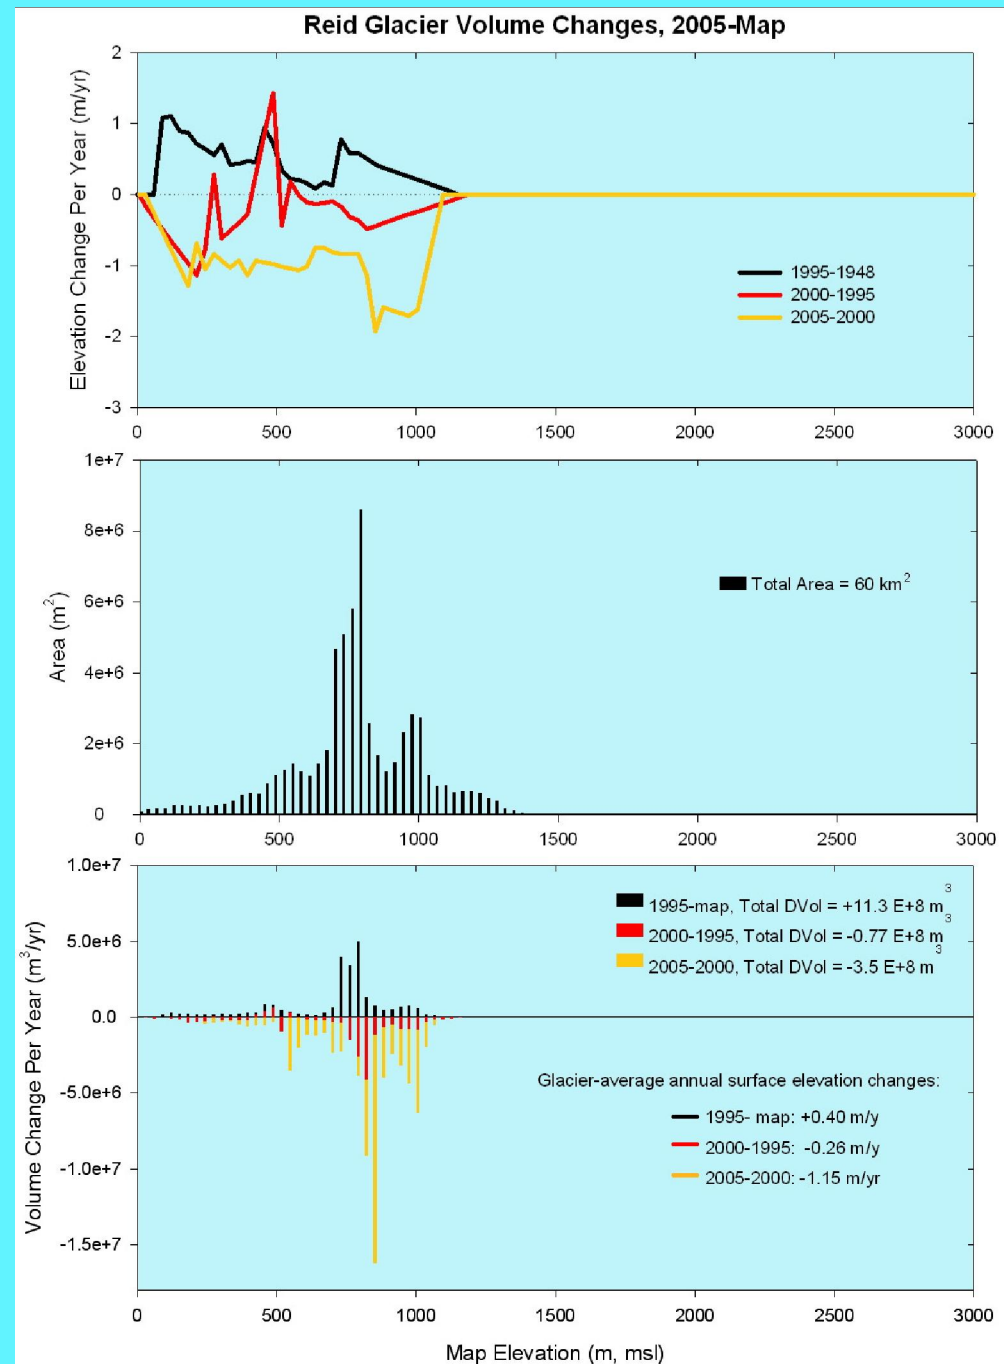 Reid Glacier Volume Changes, 2005-Map
Elevation Change Per Year (m/yr)
2
1
0
-1
-2
-3
1995-1948
2000-1995
2005-2000
0 500 1000 1500 2000 2500 3000
Area (m²)
1e+7
8e+6
6e+6
4e+6
2e+6
0
Total Area = 60 km²
0 500 1000 1500 2000 2500 3000
Volume Change Per Year (m³/yr)
1.0e+7
5.0e+6
0.0
-5.0e+6
-1.0e+7
-1.5e+7
1995-map, Total DVol = +11.3 E+8 m³
2000-1995, Total DVol = -0.77 E+8 m³
2005-2000, Total DVol = -3.5 E+8 m³
Glacier-average annual surface elevation changes:
1995- map: +0.40 m/y
2000-1995: -0.26 m/y
2005-2000: -1.15 m/yr
0 500 1000 1500 2000 2500 3000
Map Elevation (m, msl)